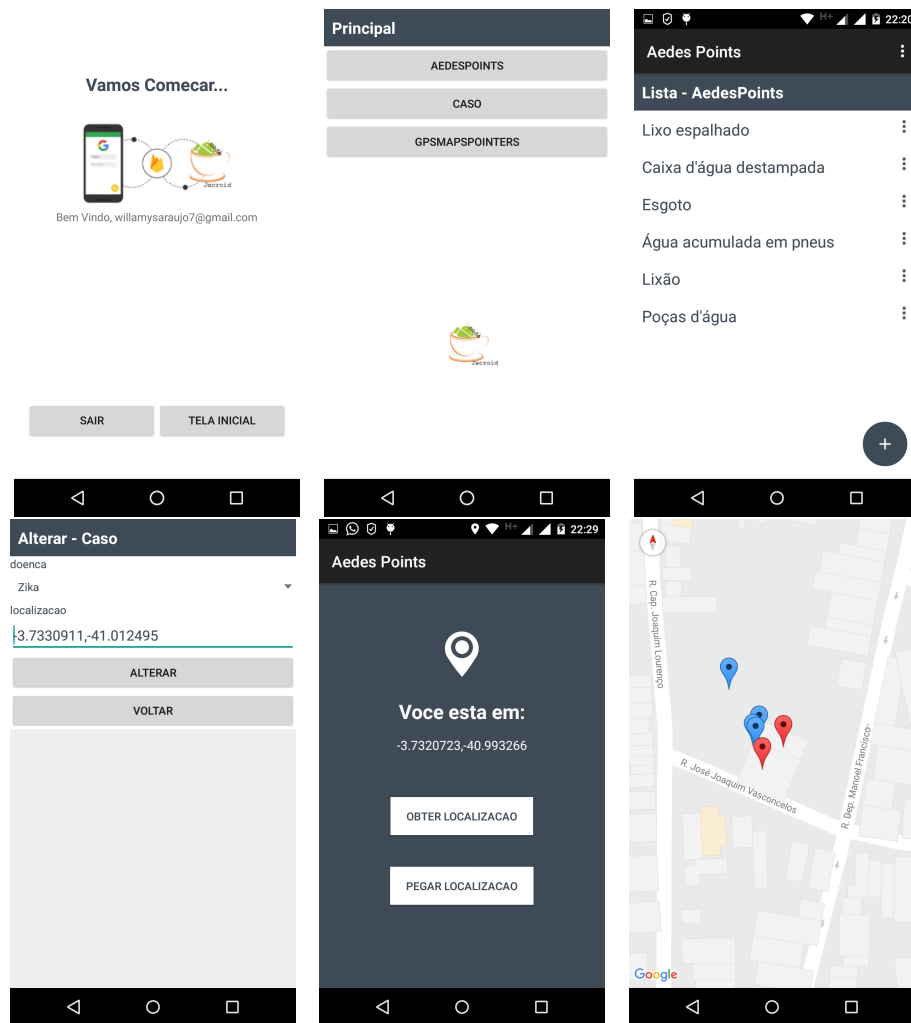 Vamos Comecar...
Jacroid
Bem Vindo, willamysaraujo7@gmail.com
SAIR
TELA INICIAL
Principal
AEDESPOINTS
CASO
GPSMAPSPOINTERS
Jacroid
H+
22:20
Aedes Points
Lista - AedesPoints
Lixo espalhado
Caixa d'água destampada
Esgoto
Água acumulada em pneus
Lixão
Poças d'água
+
Alterar - Caso
doenca
Zika
localizacao
-3.7330911,-41.012495
ALTERAR
VOLTAR
H+
22:29
Aedes Points
Voce esta em:
-3.7320723,-40.993266
OBTER LOCALIZACAO
PEGAR LOCALIZACAO
R. Cap. Joaquim Lourenço
R. José Joaquim Vasconcelos
R. Dep. Manoel Francisco
Google